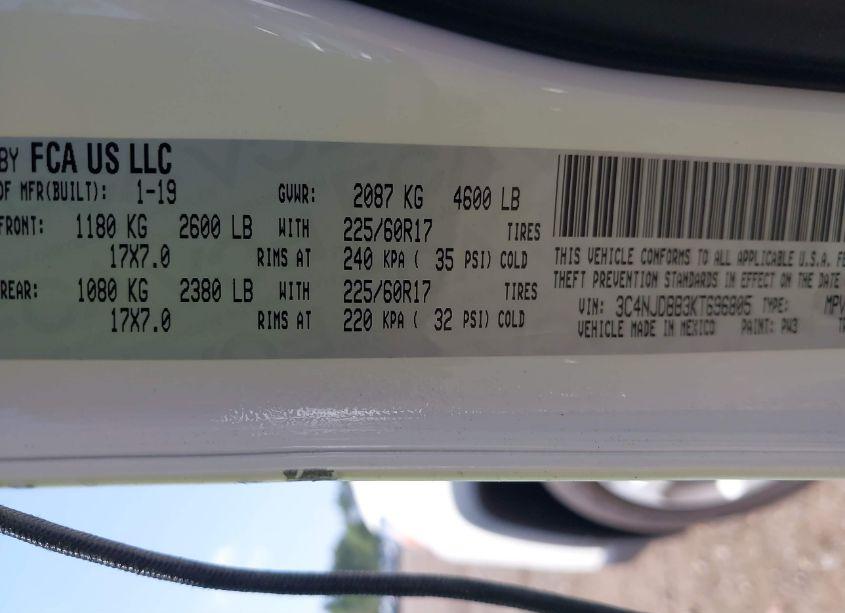 BY FCA US LLC
OF MFR(BUILT): 1-19 GVWR: 2087 KG 4600 LB
FRONT: 1180 KG 2600 LB WITH 225/60R17 TIRES
17X7.0 RIMS AT 240 KPA ( 35 PSI) COLD
REAR: 1080 KG 2380 LB WITH 225/60R17 TIRES
17X7.0 RIMS AT 220 KPA ( 32 PSI) COLD
THIS VEHICLE CONFORMS TO ALL APPLICABLE U.S.A. FE
THEFT PREVENTION STANDARDS IN EFFECT ON THE DATE
VIN: 3C4NJDBB3KT696805 TYPE: MPV
VEHICLE MADE IN MEXICO PAINT: PW3